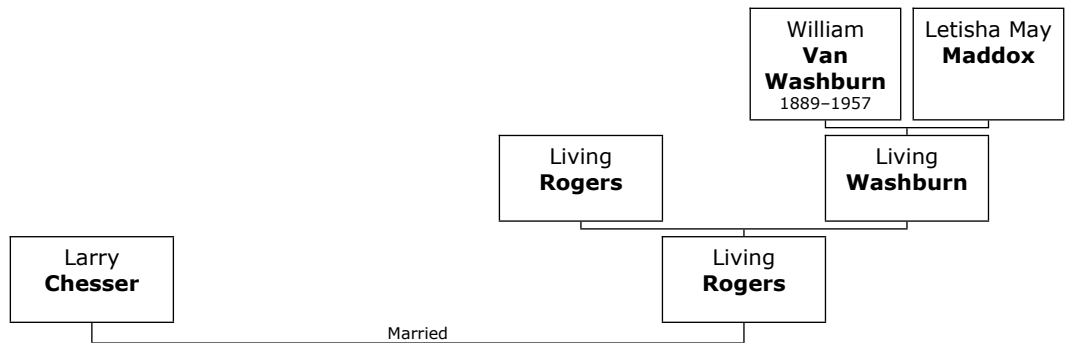 William
Van
Washburn
1889–1957
Letisha May
Maddox
Living
Rogers
Living
Washburn
Larry
Chesser
Living
Rogers
Married